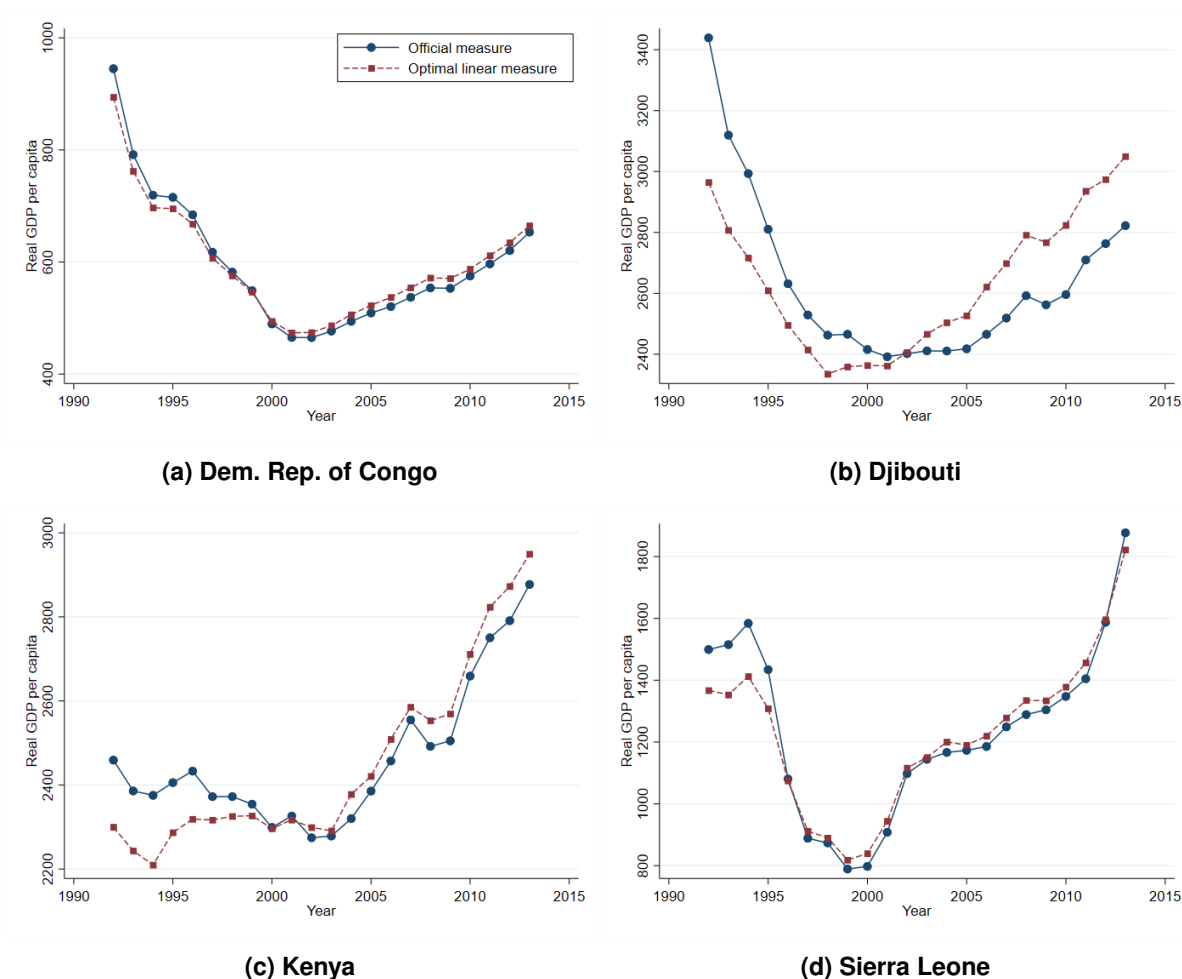 Official measure
Optimal linear measure
Real GDP per capita
1000
800
600
400
1990 1995 2000 2005 2010 2015
Year
(a) Dem. Rep. of Congo
Real GDP per capita
3400
3200
3000
2800
2600
2400
1990 1995 2000 2005 2010 2015
Year
(b) Djibouti
Real GDP per capita
3000
2800
2600
2400
2200
1990 1995 2000 2005 2010 2015
Year
(c) Kenya
Real GDP per capita
1800
1600
1400
1200
1000
800
1990 1995 2000 2005 2010 2015
Year
(d) Sierra Leone